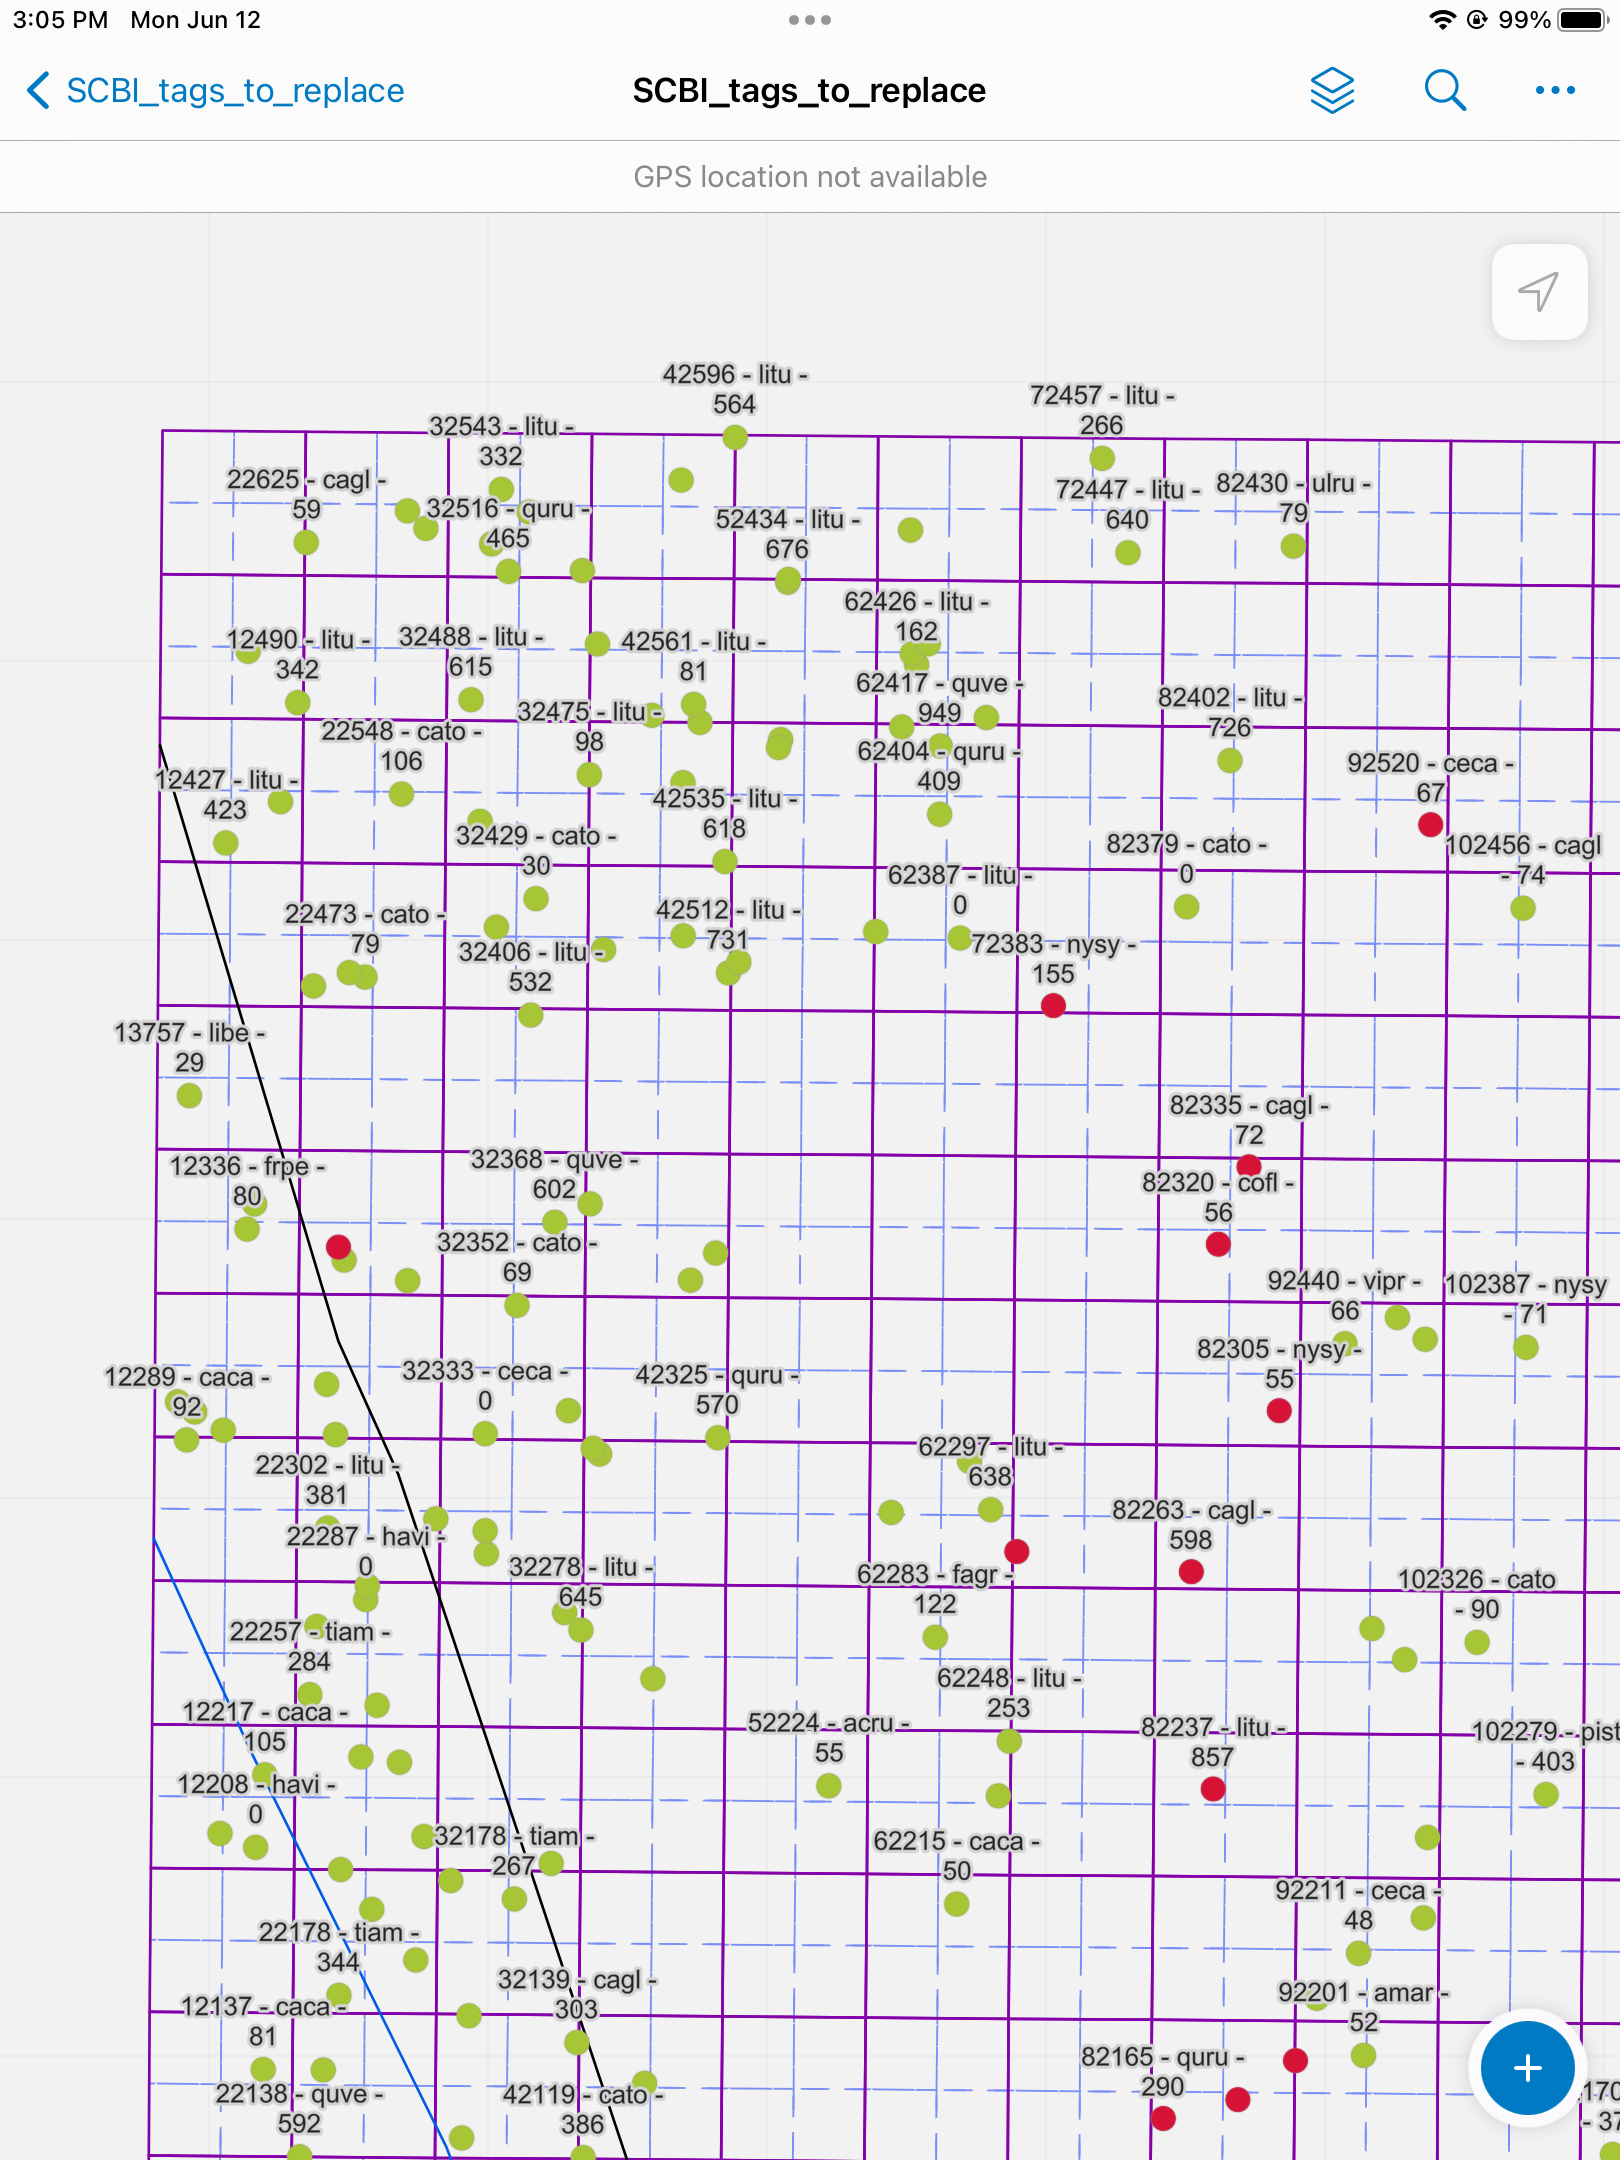 3:05 PM Mon Jun 12
99%
SCBI_tags_to_replace
SCBI_tags_to_replace
GPS location not available
42596 - litu -
564
72457 - litu -
266
32543 - litu -
332
22625 - cagl -
59
32516 - quru -
465
52434 - litu -
676
72447 - litu -
640
82430 - ulru -
79
62426 - litu -
162
12490 - litu -
342
32488 - litu -
615
42561 - litu -
81
62417 - quve -
949
82402 - litu -
726
32475 - litu -
98
22548 - cato -
106
62404 - quru -
409
92520 - ceca -
67
12427 - litu -
423
42535 - litu -
618
32429 - cato -
30
82379 - cato -
0
102456 - cagl
- 74
62387 - litu -
0
22473 - cato -
79
42512 - litu -
731
32406 - litu -
532
72383 - nysy -
155
13757 - libe -
29
82335 - cagl -
72
12336 - frpe -
80
32368 - quve -
602
82320 - cofl -
56
32352 - cato -
69
92440 - vipr -
66
102387 - nysy
- 71
82305 - nysy -
55
12289 - caca -
92
32333 - ceca -
0
42325 - quru -
570
62297 - litu -
638
22302 - litu -
381
82263 - cagl -
598
22287 - havi -
0
32278 - litu -
645
62283 - fagr -
122
102326 - cato
- 90
22257 - tiam -
284
62248 - litu -
253
12217 - caca -
105
52224 - acru -
55
82237 - litu -
857
102279 - pist
- 403
12208 - havi -
0
32178 - tiam -
267
62215 - caca -
50
92211 - ceca -
48
22178 - tiam -
344
32139 - cagl -
303
92201 - amar -
52
12137 - caca -
81
82165 - quru -
290
22138 - quve -
592
42119 - cato -
386
170
- 37